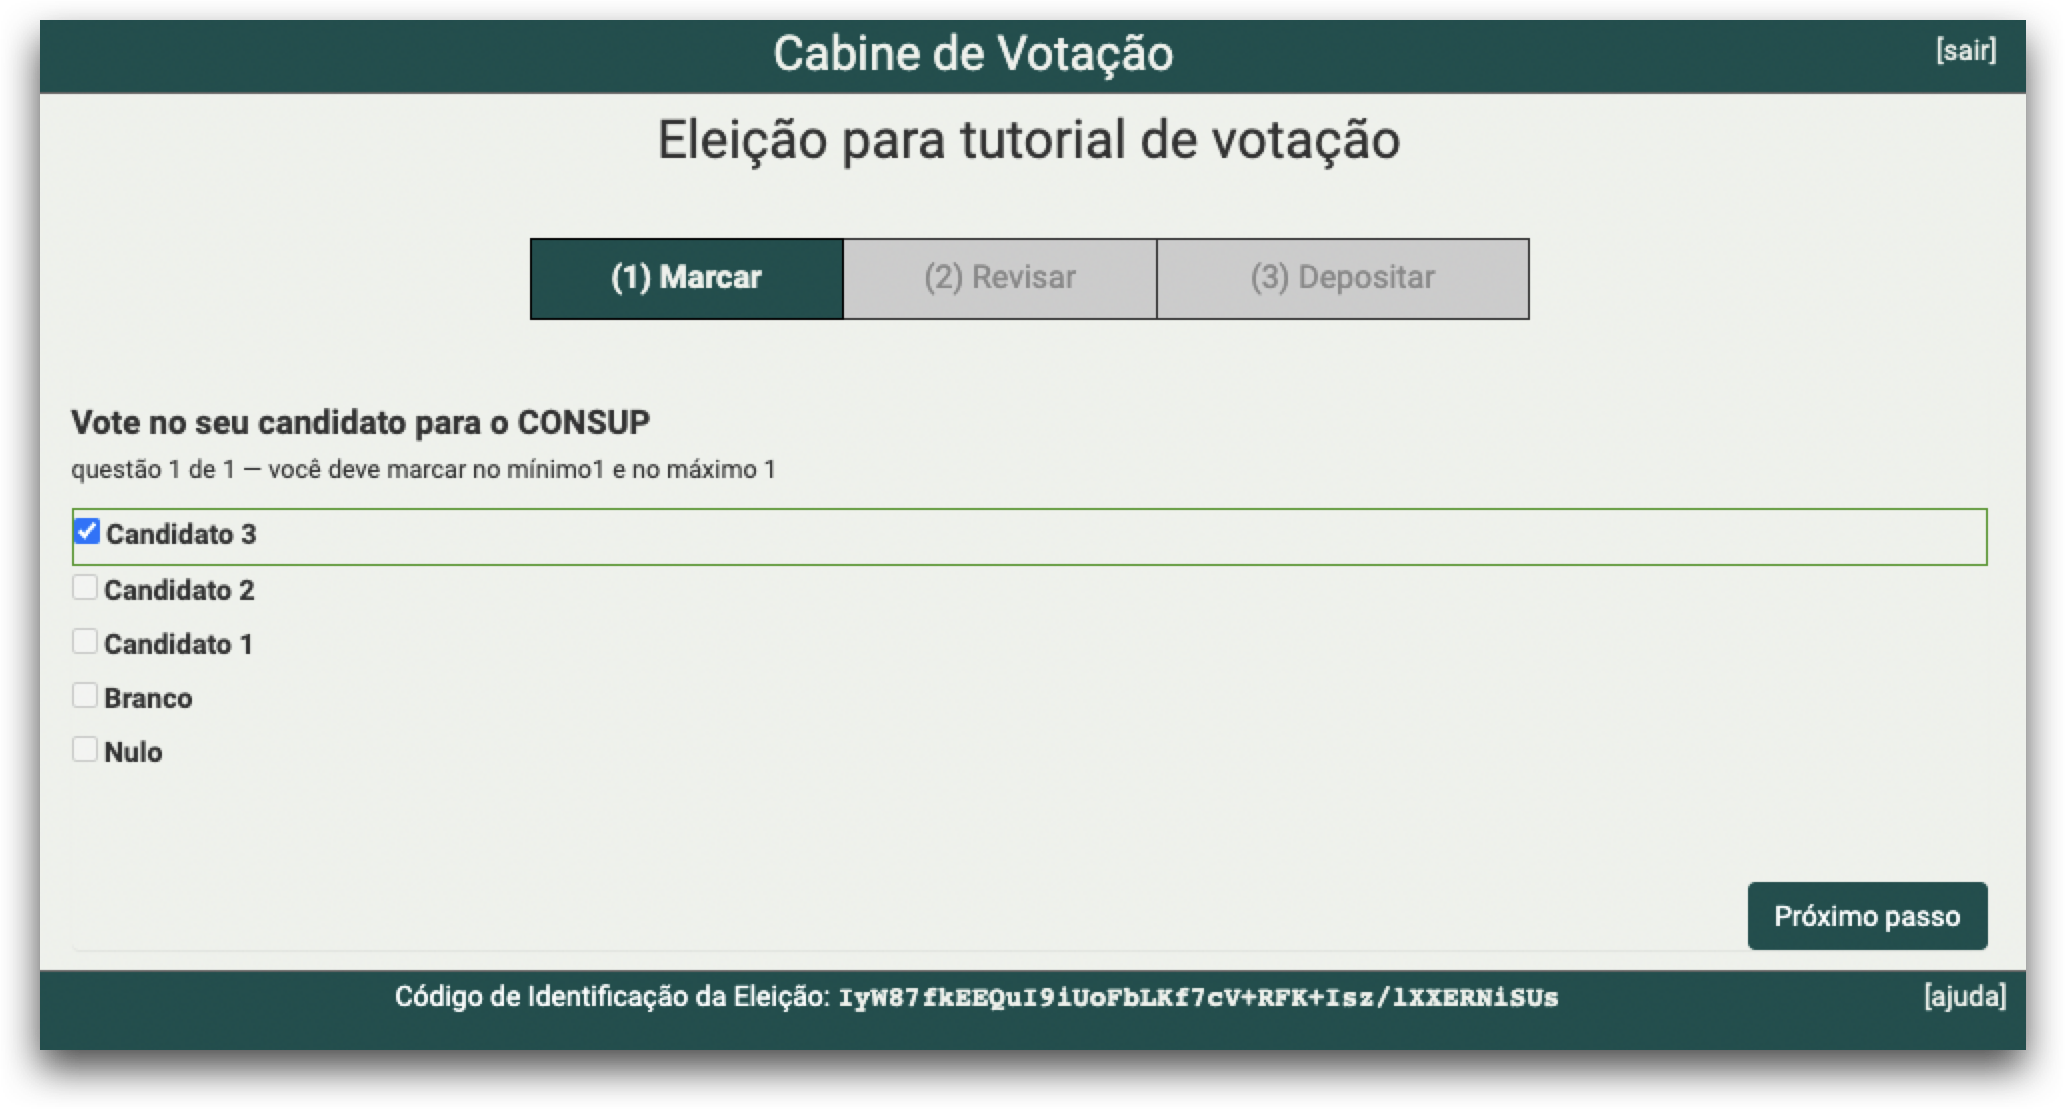 Cabine de Votação
[sair]
Eleição para tutorial de votação
(1) Marcar
(2) Revisar
(3) Depositar
Vote no seu candidato para o CONSUP
questão 1 de 1 — você deve marcar no mínimo1 e no máximo 1
Candidato 3
Candidato 2
Candidato 1
Branco
Nulo
Próximo passo
Código de Identificação da Eleição: IyW87fkEEQuI9iUoFbLKf7cV+RFK+Isz/lXXERNiSUs
[ajuda]